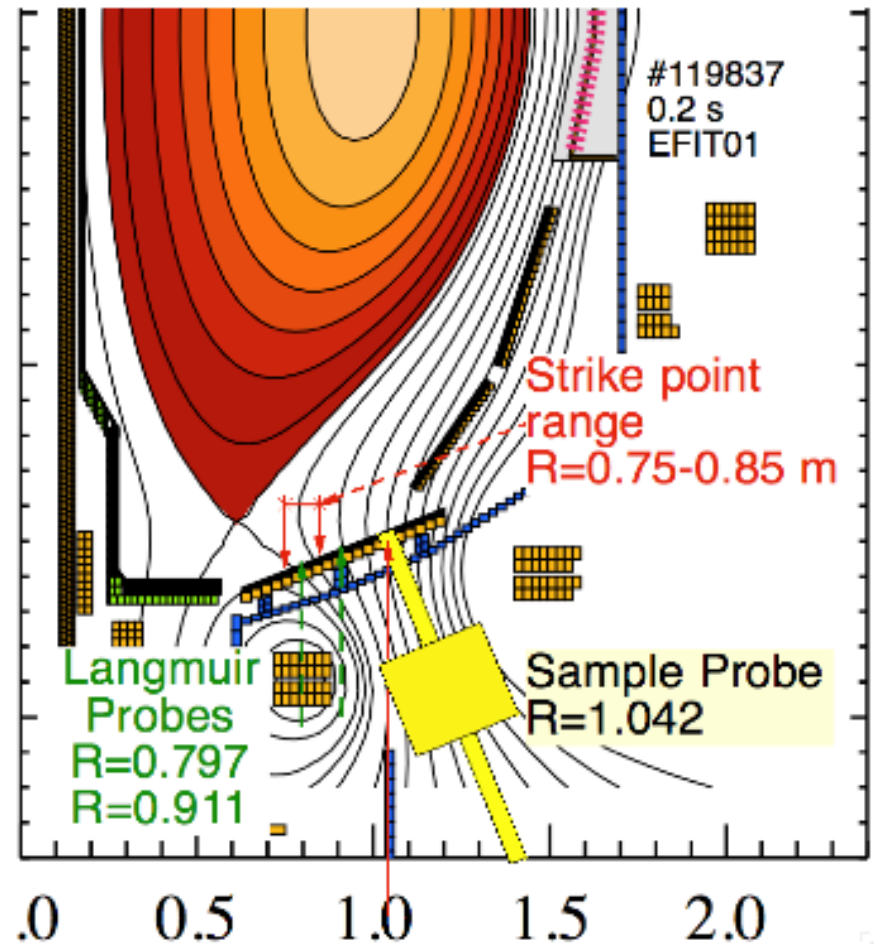 #119837
0.2 s
EFIT01
Strike point
range
R=0.75-0.85 m
Langmuir
Probes
R=0.797
R=0.911
Sample Probe
R=1.042
.0 0.5 1.0 1.5 2.0